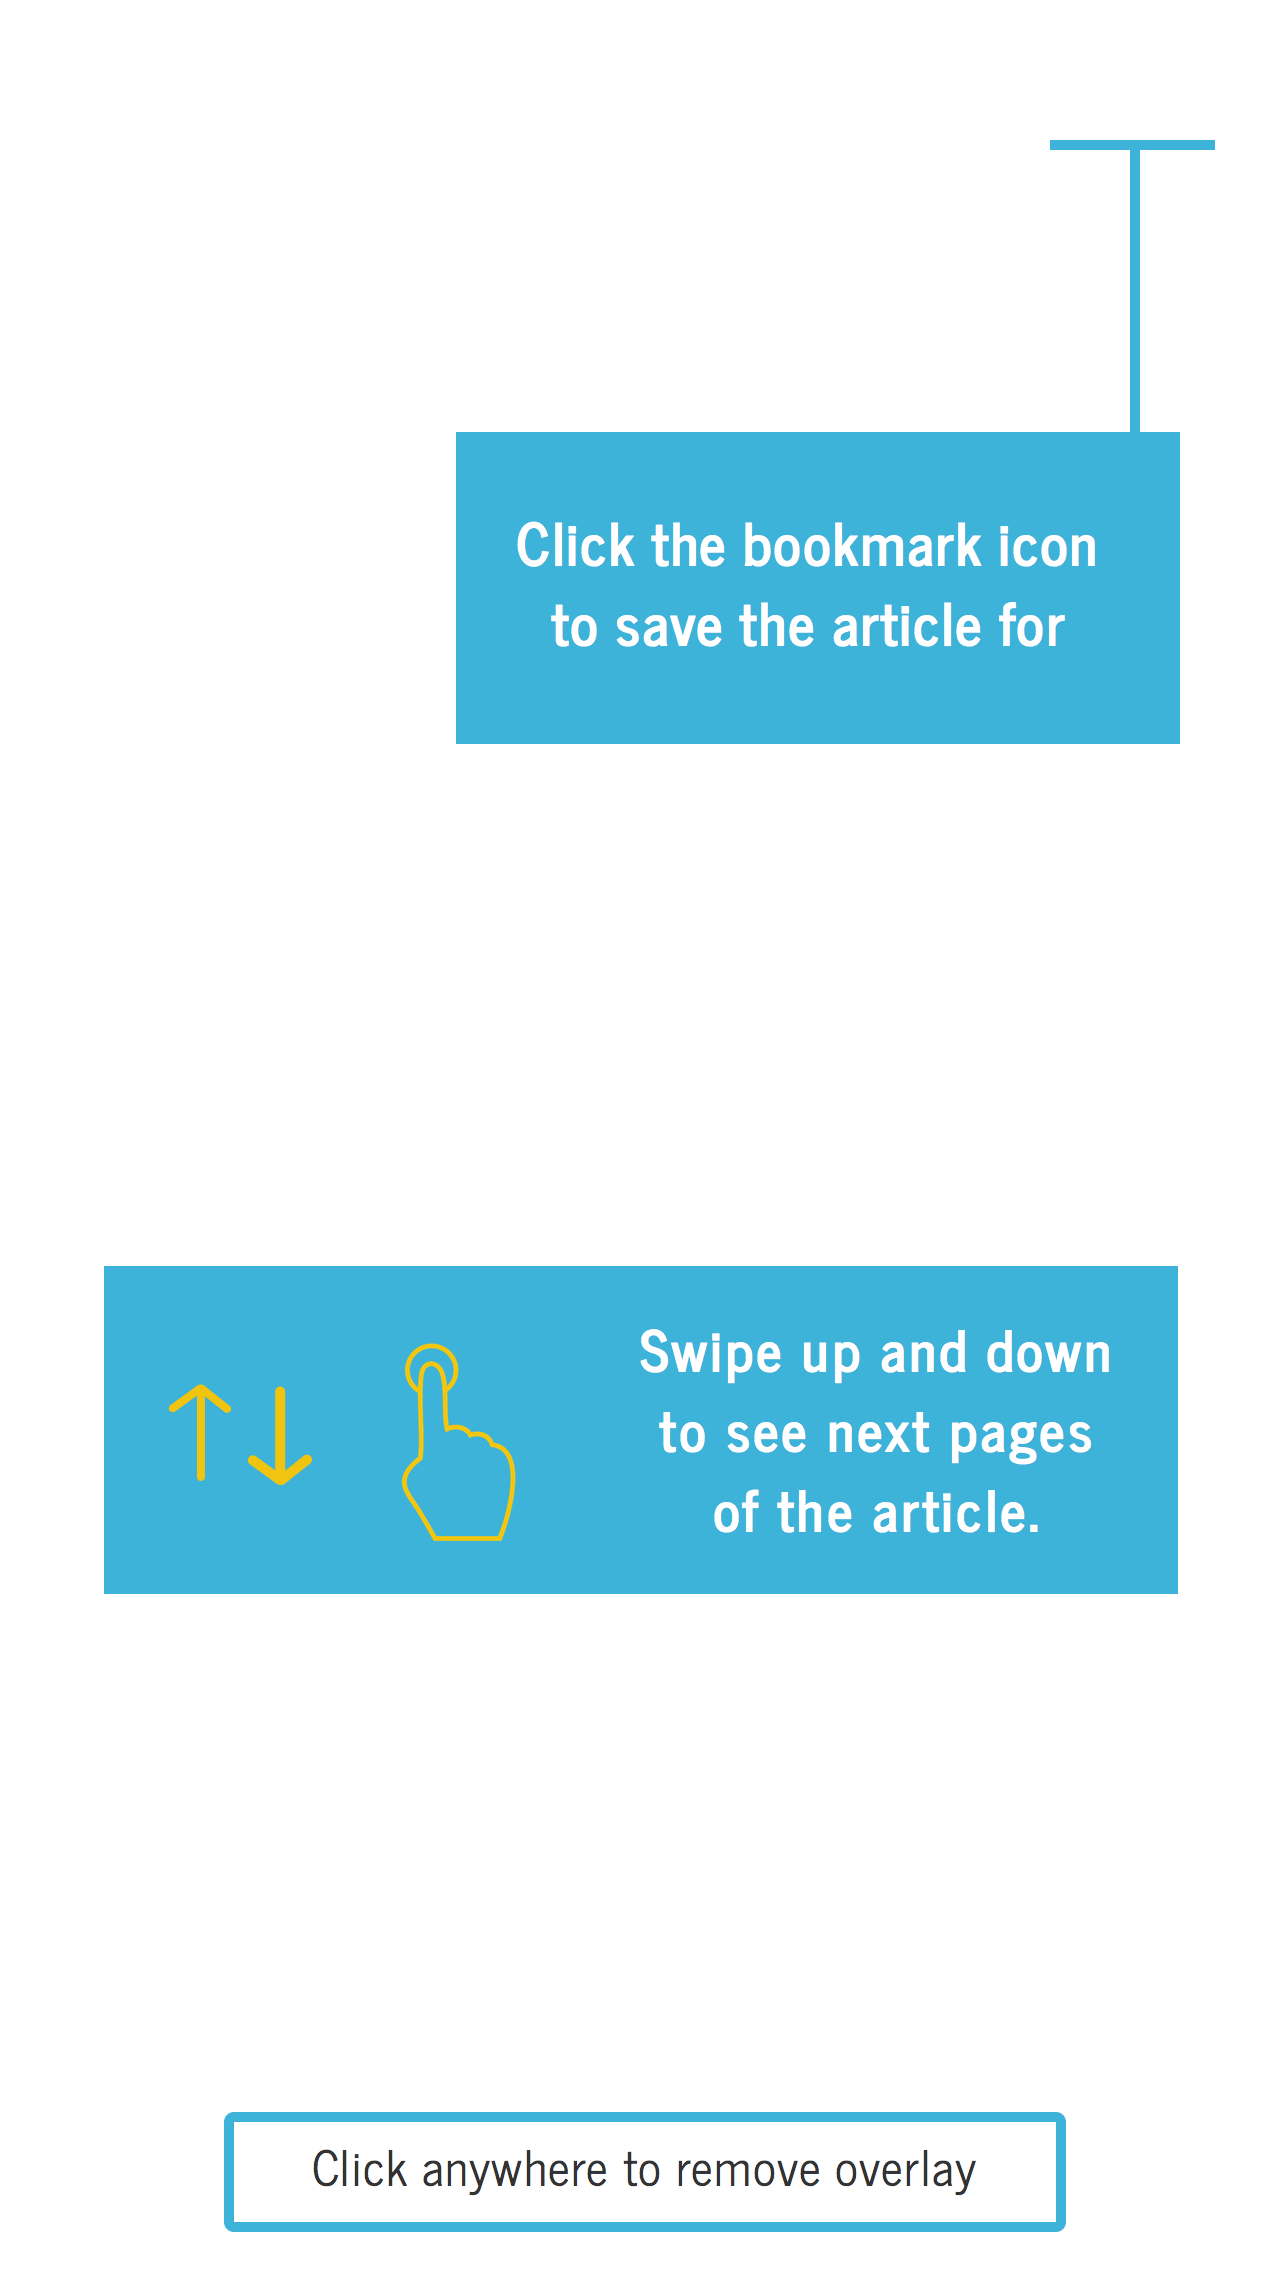 Click the bookmark icon
to save the article for
Swipe up and down
to see next pages
of the article.
Click anywhere to remove overlay